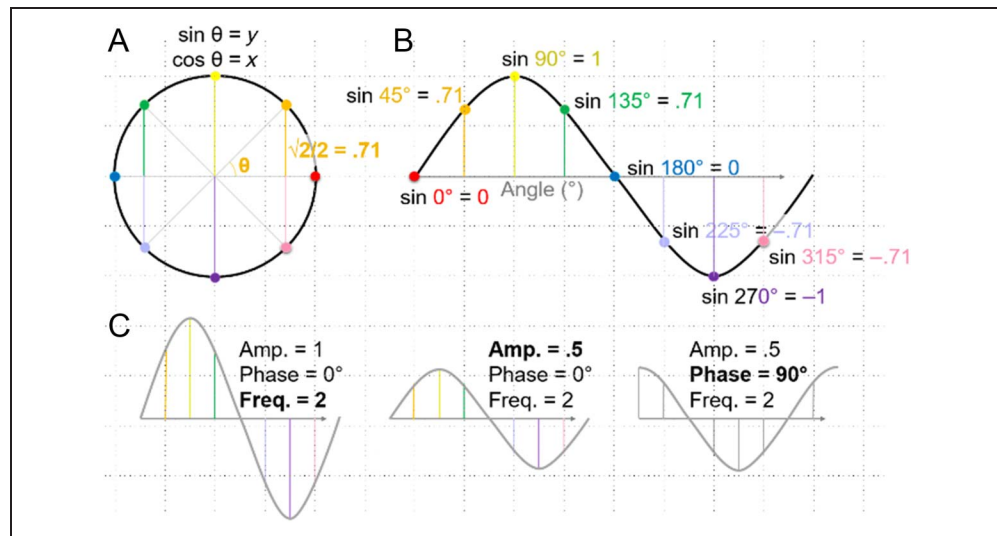 A
sin θ = y
cos θ = x
√2/2 = .71
θ
B
sin 90° = 1
sin 45° = .71
sin 135° = .71
sin 180° = 0
Angle (°)
sin 0° = 0
sin 225° = –.71
sin 315° = –.71
sin 270° = –1
C
Amp. = 1
Phase = 0°
Freq. = 2
Amp. = .5
Phase = 0°
Freq. = 2
Amp. = .5
Phase = 90°
Freq. = 2